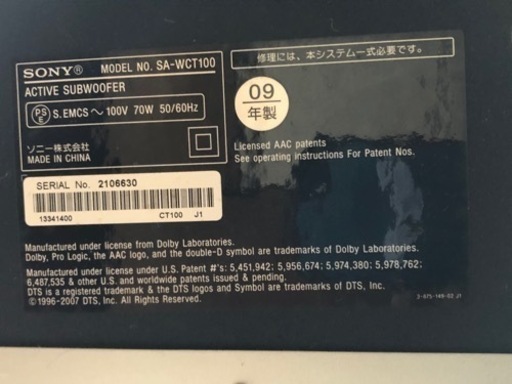 SONY® MODEL NO. SA-WCT100
ACTIVE SUBWOOFER
PS E S.EMCS ~ 100V 70W 50/60Hz
ソニー株式会社
MADE IN CHINA
修理には、本システム一式必要です。
09
年製
Licensed AAC patents
See operating instructions For Patent Nos.
SERIAL No. 2106630
13341400 CT100 J1
Manufactured under license from Dolby Laboratories.
Dolby, Pro Logic, the AAC logo, and the double-D symbol are trademarks of Dolby Laboratories.
Manufactured under license under U.S. Patent #'s: 5,451,942; 5,956,674; 5,974,380; 5,978,762;
6,487,535 & other U.S. and worldwide patents issued & pending.
DTS is a registered trademark & the DTS logos and Symbol are trademarks of DTS, Inc.
©1996-2007 DTS, Inc. All Rights Reserved.
3-875-148-02 J1